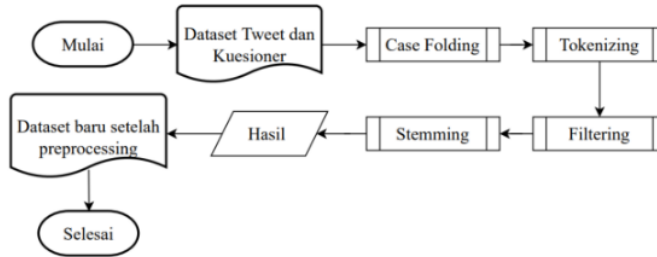 Mulai
Dataset Tweet dan
Kuesioner
Case Folding
Tokenizing
Filtering
Stemming
Hasil
Dataset baru setelah
preprocessing
Selesai